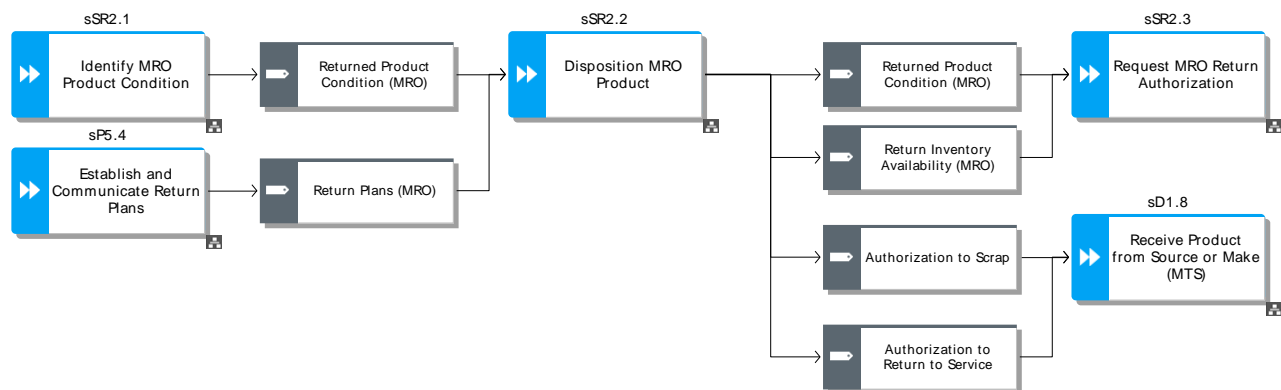 sSR2.1
Identify MRO
Product Condition
Returned Product
Condition (MRO)
sSR2.2
Disposition MRO
Product
Returned Product
Condition (MRO)
sSR2.3
Request MRO Return
Authorization
sP5.4
Establish and
Communicate Return
Plans
Return Plans (MRO)
Return Inventory
Availability (MRO)
Authorization to Scrap
sD1.8
Receive Product
from Source or Make
(MTS)
Authorization to
Return to Service